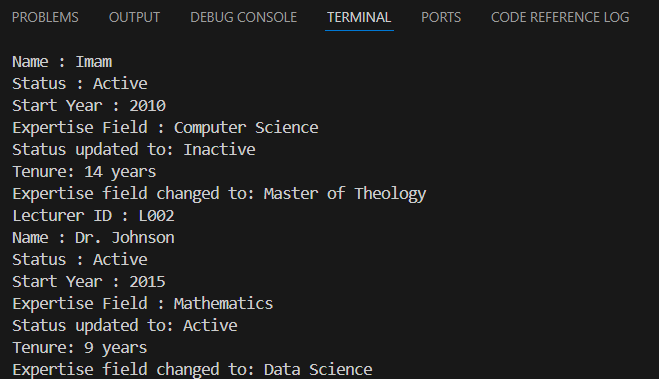 PROBLEMS OUTPUT DEBUG CONSOLE TERMINAL PORTS CODE REFERENCE LOG
Name : Imam
Status : Active
Start Year : 2010
Expertise Field : Computer Science
Status updated to: Inactive
Tenure: 14 years
Expertise field changed to: Master of Theology
Lecturer ID : L002
Name : Dr. Johnson
Status : Active
Start Year : 2015
Expertise Field : Mathematics
Status updated to: Active
Tenure: 9 years
Expertise field changed to: Data Science